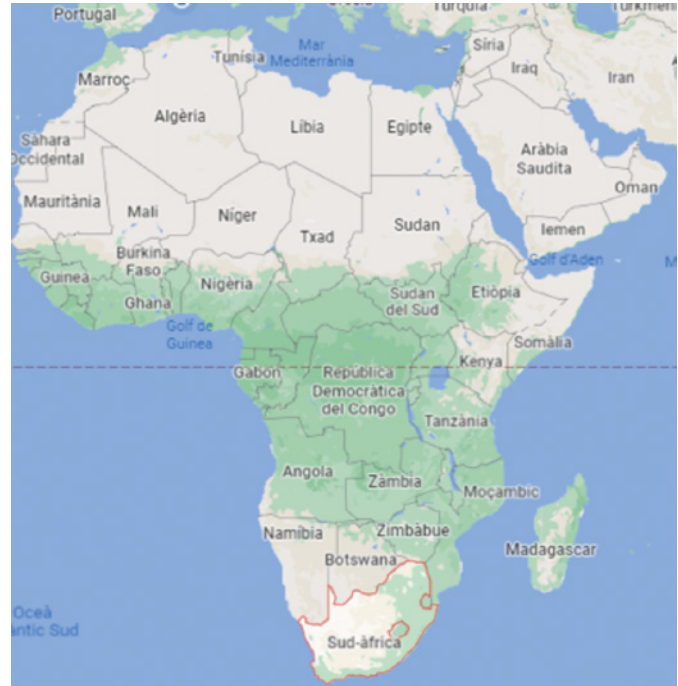 Portugal
Turquia
Mar
Mediterrània
Tunísia
Síria
Iraq
Iran
Marroc
Algèria
Líbia
Egipte
Aràbia
Saudita
Sàhara
Occidental
Oman
Mauritània
Mali
Níger
Txad
Sudan
Iemen
Golf d'Aden
Burkina
Faso
Guinea
Nigèria
Ghana
Sudan
del Sud
Etiòpia
Golf de
Guinea
Somàlia
Kenya
Gabon
República
Democràtica
del Congo
Tanzània
Angola
Zàmbia
Moçambic
Namíbia
Zimbàbue
Madagascar
Botswana
Oceà
àntic Sud
Sud-àfrica